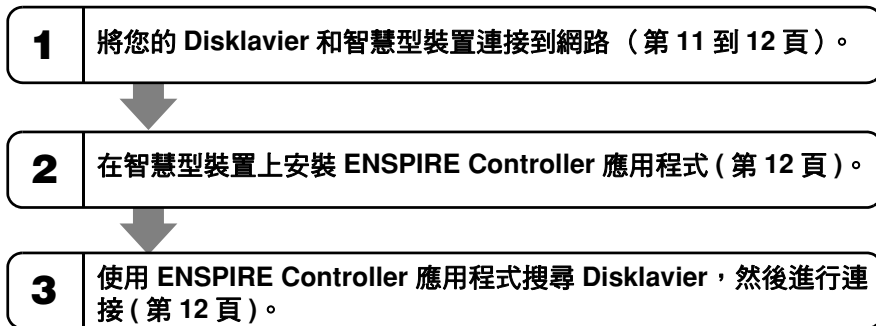 1 將您的 Disklavier 和智慧型裝置連接到網路 （第 11 到 12 頁）。
2 在智慧型裝置上安裝 ENSPIRE Controller 應用程式 ( 第 12 頁 )。
3 使用 ENSPIRE Controller 應用程式搜尋 Disklavier，然後進行連
接 ( 第 12 頁 )。